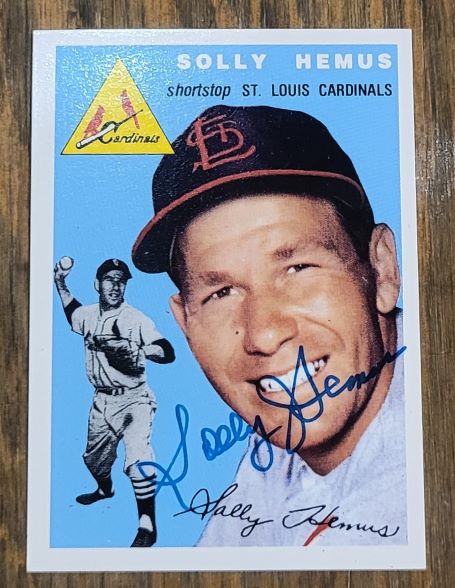 SOLLY HEMUS
shortstop ST. LOUIS CARDINALS
Cardinals
STL
Solly Hemus
Solly Hemus